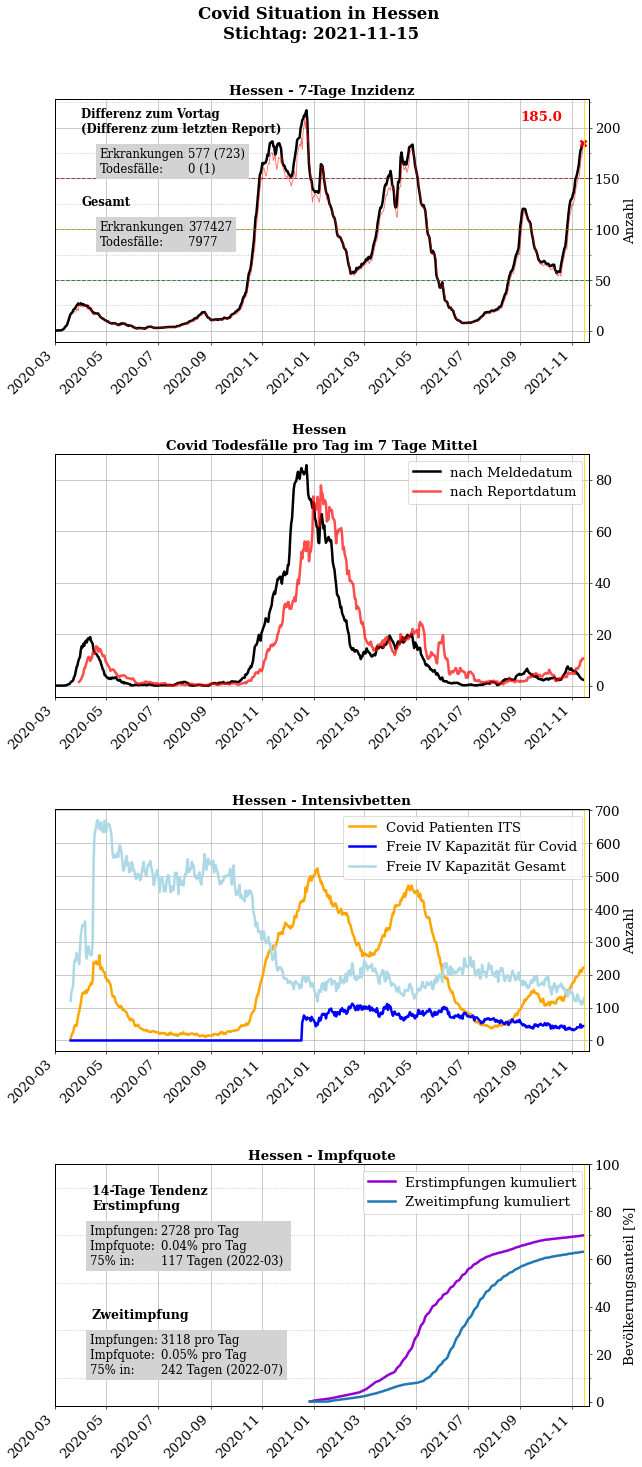 Covid Situation in Hessen
Stichtag: 2021-11-15
Hessen - 7-Tage Inzidenz
Differenz zum Vortag
(Differenz zum letzten Report)
Erkrankungen 577 (723)
Todesfälle: 0 (1)
Gesamt
Erkrankungen 377427
Todesfälle: 7977
185.0
200
150
100
50
0
Anzahl
2020-03
2020-05
2020-07
2020-09
2020-11
2021-01
2021-03
2021-05
2021-07
2021-09
2021-11
Hessen
Covid Todesfälle pro Tag im 7 Tage Mittel
nach Meldedatum
nach Reportdatum
80
60
40
20
0
2020-03
2020-05
2020-07
2020-09
2020-11
2021-01
2021-03
2021-05
2021-07
2021-09
2021-11
Hessen - Intensivbetten
Covid Patienten ITS
Freie IV Kapazität für Covid
Freie IV Kapazität Gesamt
700
600
500
400
300
200
100
0
Anzahl
2020-03
2020-05
2020-07
2020-09
2020-11
2021-01
2021-03
2021-05
2021-07
2021-09
2021-11
Hessen - Impfquote
14-Tage Tendenz
Erstimpfung
Impfungen: 2728 pro Tag
Impfquote: 0.04% pro Tag
75% in: 117 Tagen (2022-03)
Zweitimpfung
Impfungen: 3118 pro Tag
Impfquote: 0.05% pro Tag
75% in: 242 Tagen (2022-07)
Erstimpfungen kumuliert
Zweitimpfung kumuliert
100
80
60
40
20
0
Bevölkerungsanteil [%]
2020-03
2020-05
2020-07
2020-09
2020-11
2021-01
2021-03
2021-05
2021-07
2021-09
2021-11